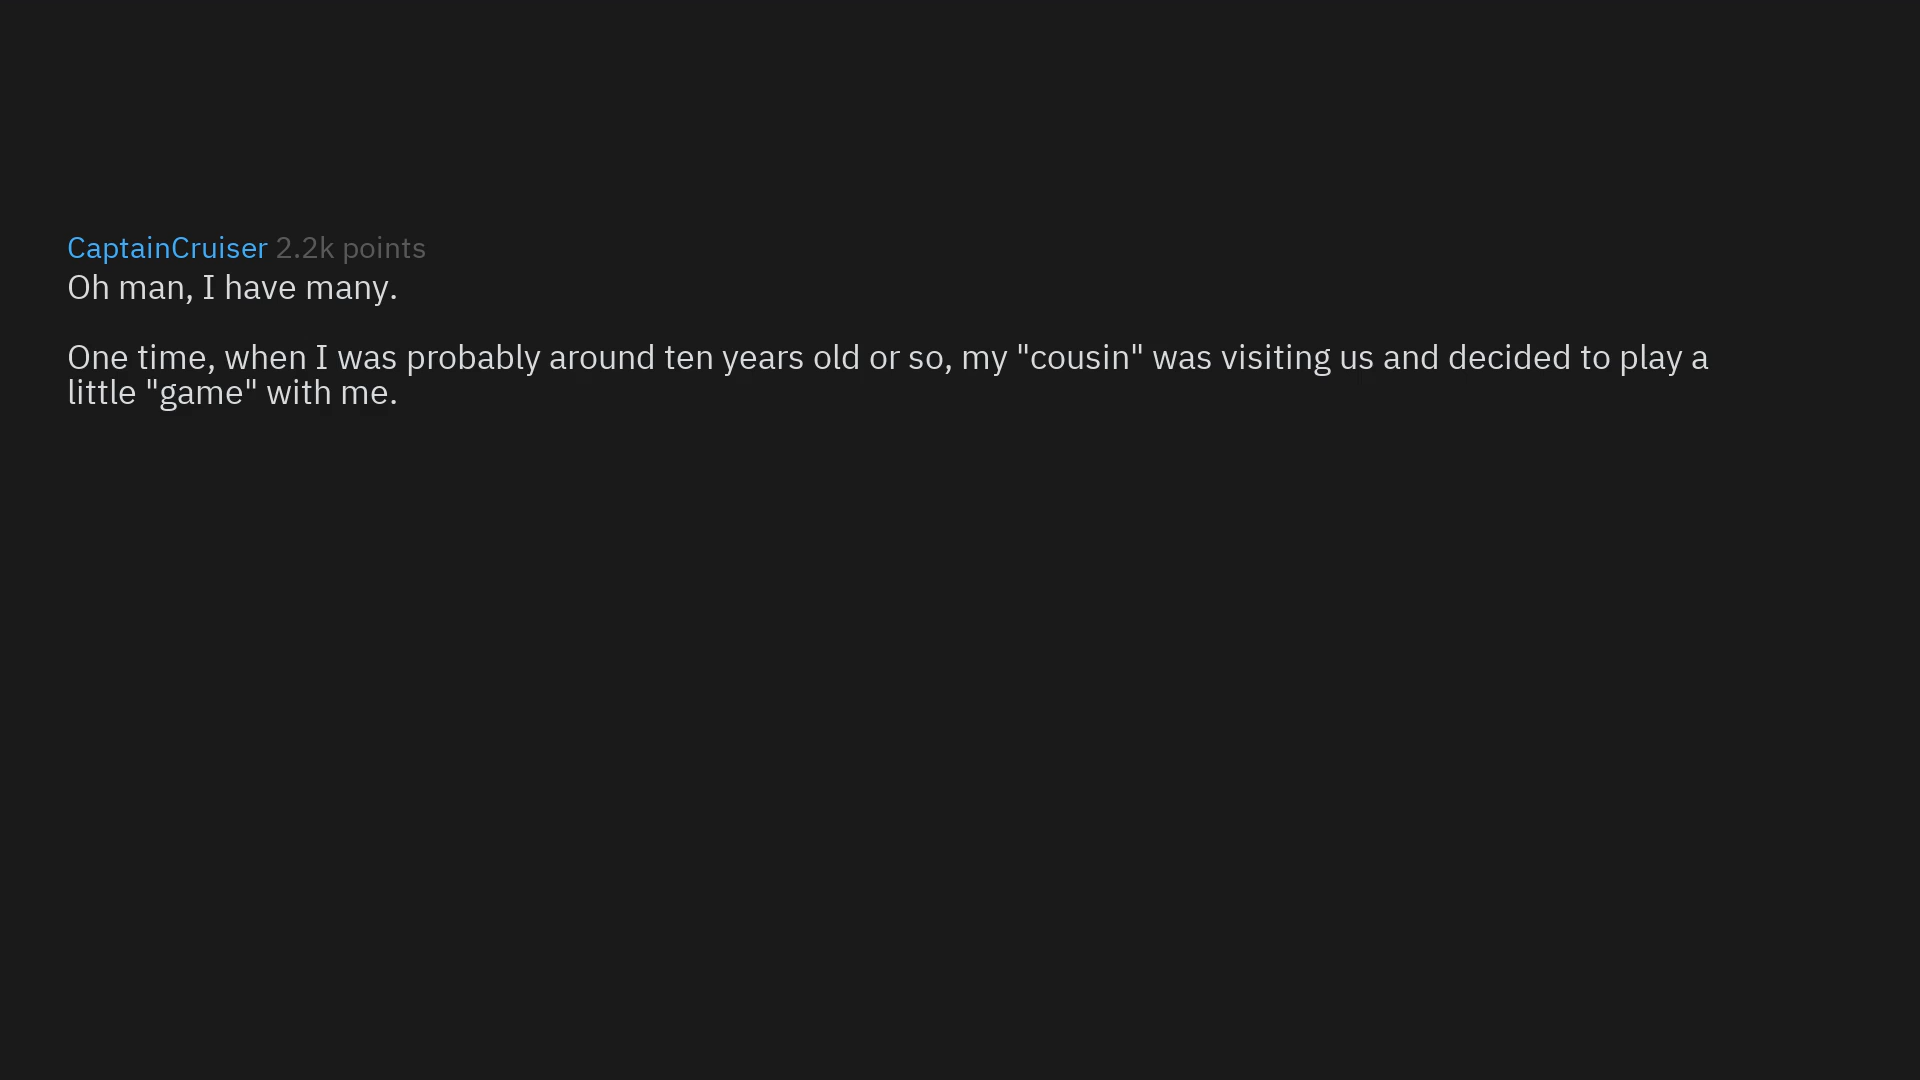 CaptainCruiser 2.2k points
Oh man, I have many.
One time, when I was probably around ten years old or so, my "cousin" was visiting us and decided to play a
little "game" with me.